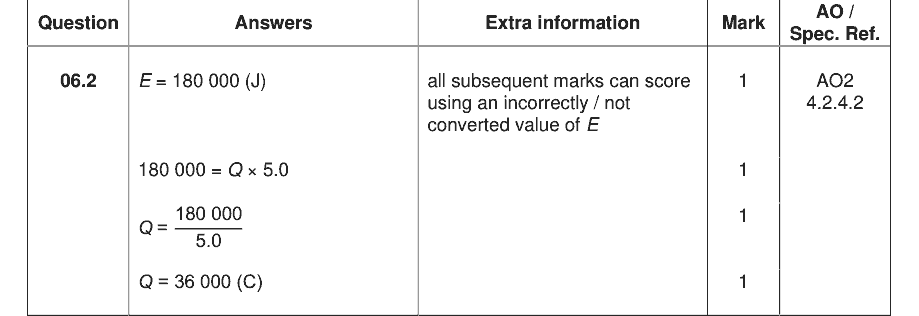 Question Answers Extra information Mark AO /
Spec. Ref.
06.2 E = 180 000 (J) all subsequent marks can score 1 AO2
using an incorrectly / not 4.2.4.2
converted value of E
180 000 = Q × 5.0 1
Q = 180 000 / 5.0 1
Q = 36 000 (C) 1